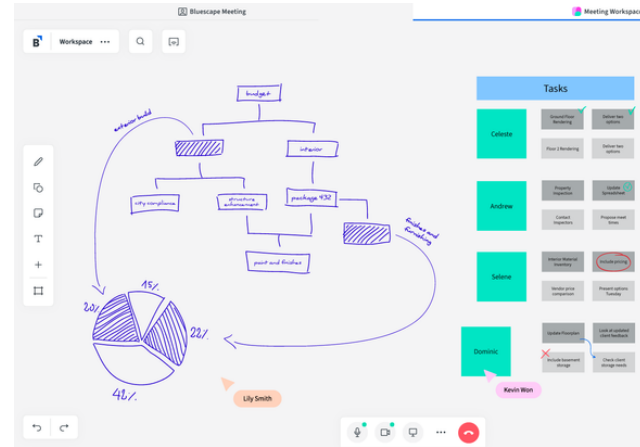 Bluescape Meeting
Meeting Workspace
B
Workspace
T
budget
exterior build
interior
city compliance
structure
enhancement
package 432
finishes and
furnishing
paint and finishes
15%
20%
22%
42%
Lily Smith
Tasks
Celeste
Ground Floor
Rendering
Deliver two
options
Floor 2 Rendering
Deliver two
options
Andrew
Property
Inspection
Update
Spreadsheet
Contact
Inspectors
Propose meet
times
Selene
Interior Material
Inventory
Include pricing
Vendor price
comparison
Present options
Tuesday
Dominic
Update Floorplan
Look at updated
client feedback
Include basement
storage
Check client
storage needs
Kevin Won